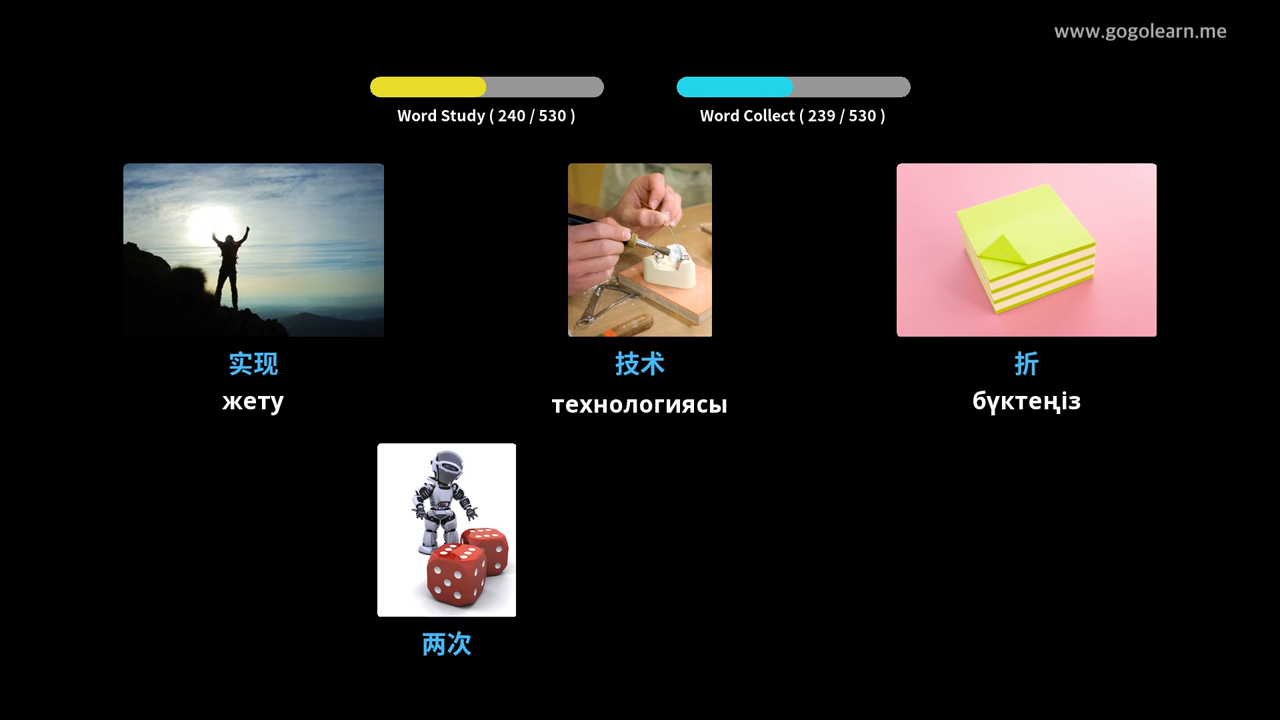 www.gogolearn.me
Word Study ( 240 / 530 )
Word Collect ( 239 / 530 )
实现
жету
技术
технологиясы
折
бүктеңіз
两次